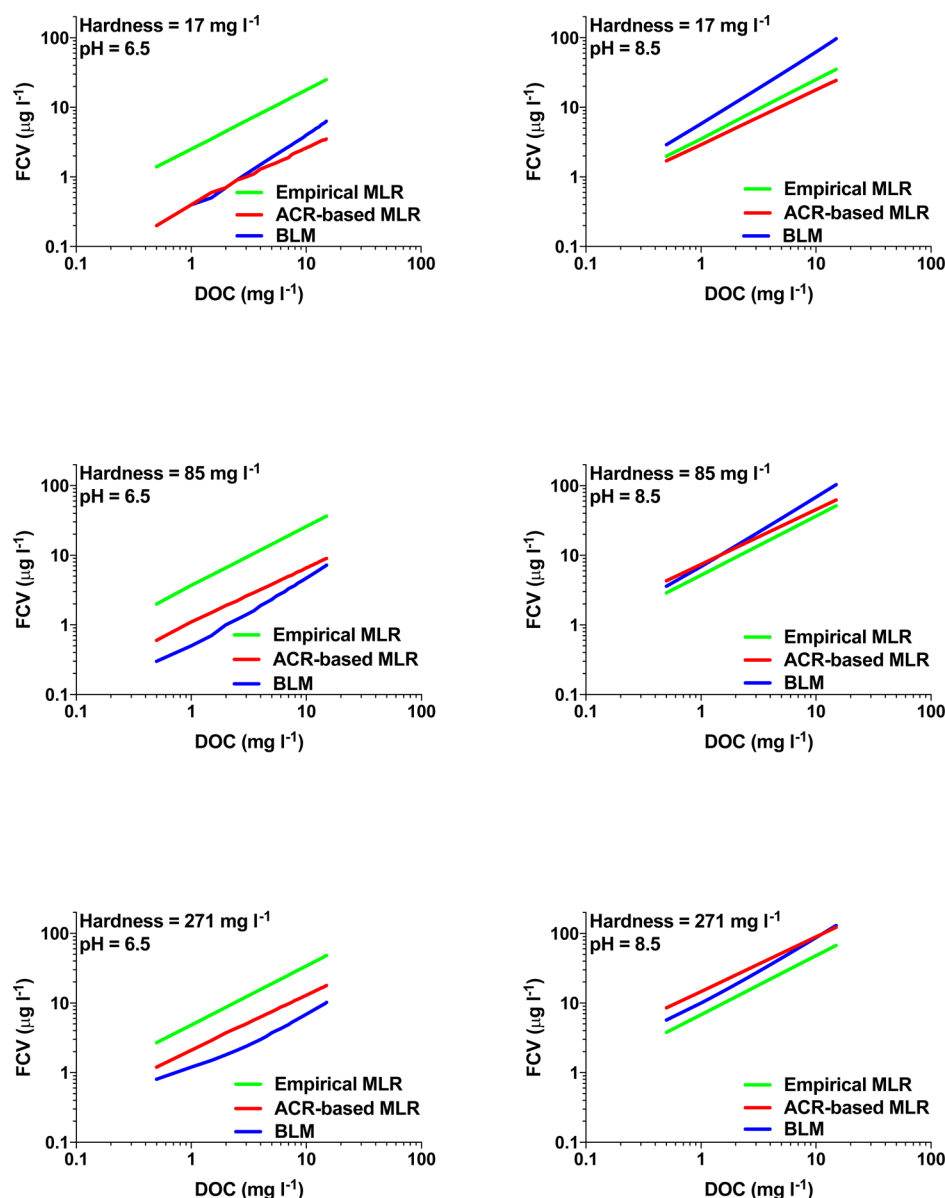 Hardness = 17 mg l⁻¹
pH = 6.5
FCV (μg l⁻¹)
100
10
1
0.1
Empirical MLR
ACR-based MLR
BLM
0.1 1 10 100
DOC (mg l⁻¹)
Hardness = 17 mg l⁻¹
pH = 8.5
FCV (μg l⁻¹)
100
10
1
0.1
Empirical MLR
ACR-based MLR
BLM
0.1 1 10 100
DOC (mg l⁻¹)
Hardness = 85 mg l⁻¹
pH = 6.5
FCV (μg l⁻¹)
100
10
1
0.1
Empirical MLR
ACR-based MLR
BLM
0.1 1 10 100
DOC (mg l⁻¹)
Hardness = 85 mg l⁻¹
pH = 8.5
FCV (μg l⁻¹)
100
10
1
0.1
Empirical MLR
ACR-based MLR
BLM
0.1 1 10 100
DOC (mg l⁻¹)
Hardness = 271 mg l⁻¹
pH = 6.5
FCV (μg l⁻¹)
100
10
1
0.1
Empirical MLR
ACR-based MLR
BLM
0.1 1 10 100
DOC (mg l⁻¹)
Hardness = 271 mg l⁻¹
pH = 8.5
FCV (μg l⁻¹)
100
10
1
0.1
Empirical MLR
ACR-based MLR
BLM
0.1 1 10 100
DOC (mg l⁻¹)